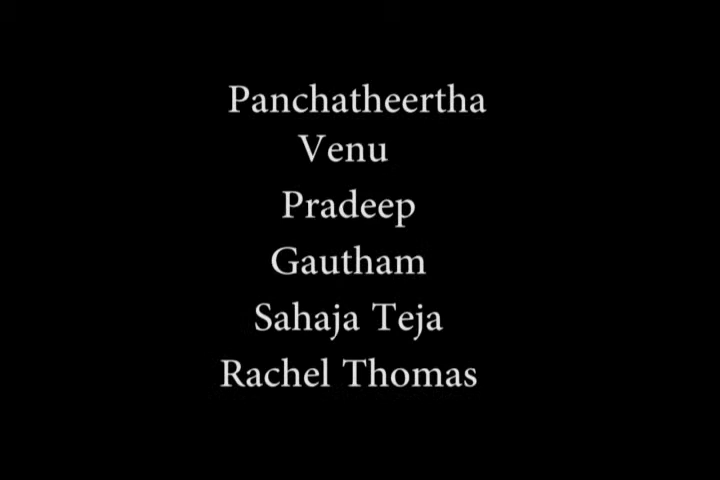 Panchatheertha
Venu
Pradeep
Gautham
Sahaja Teja
Rachel Thomas